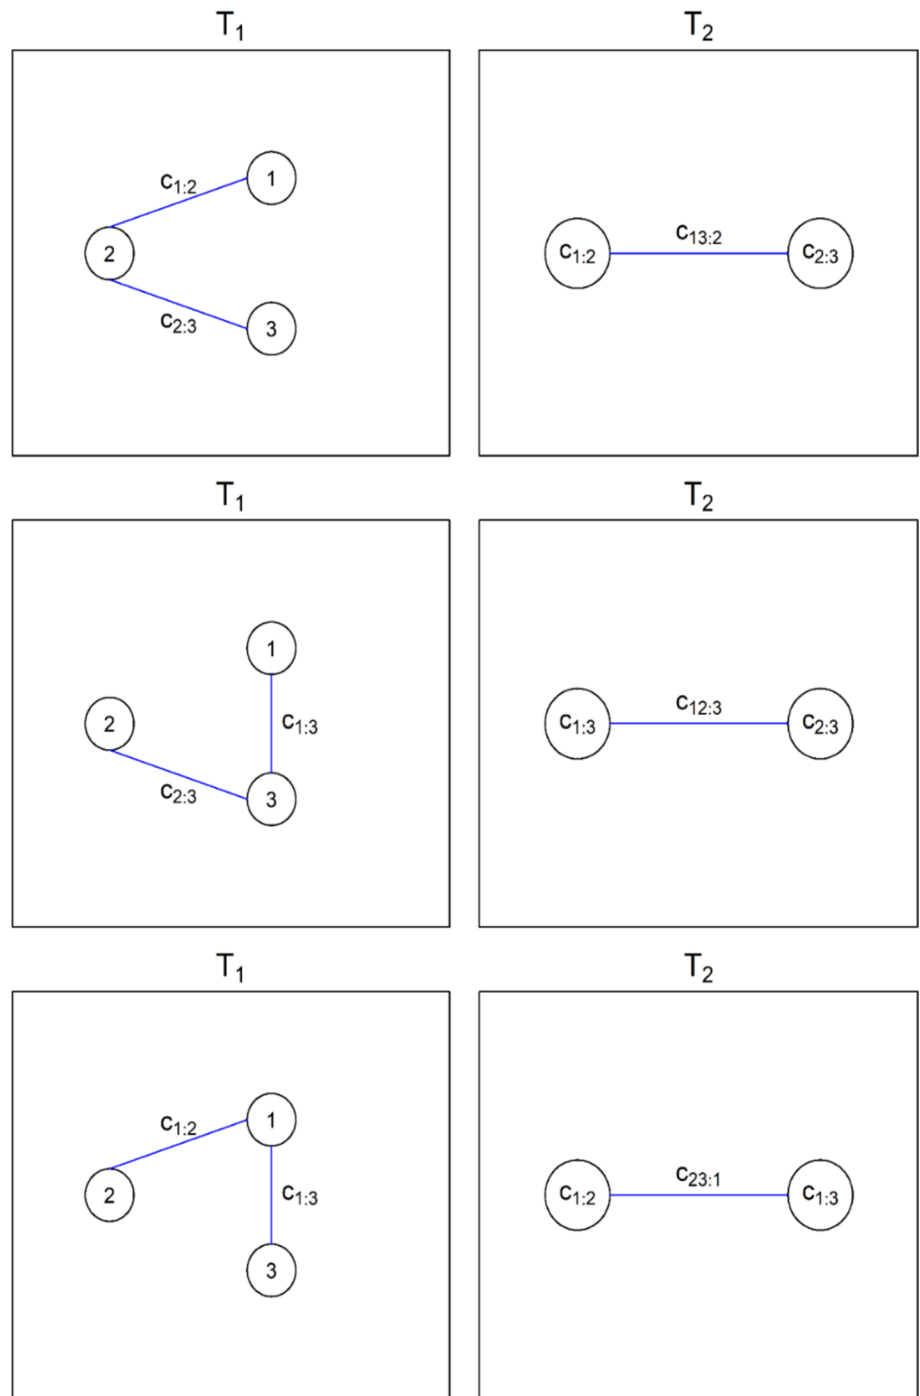 T₁ T₂
c₁:₂ 1
2
c₂:₃ 3
c₁:₂ c₁₃:₂ c₂:₃
T₁ T₂
1
2 c₁:₃
c₂:₃ 3
c₁:₃ c₁₂:₃ c₂:₃
T₁ T₂
c₁:₂ 1
2 c₁:₃
3
c₁:₂ c₂₃:₁ c₁:₃